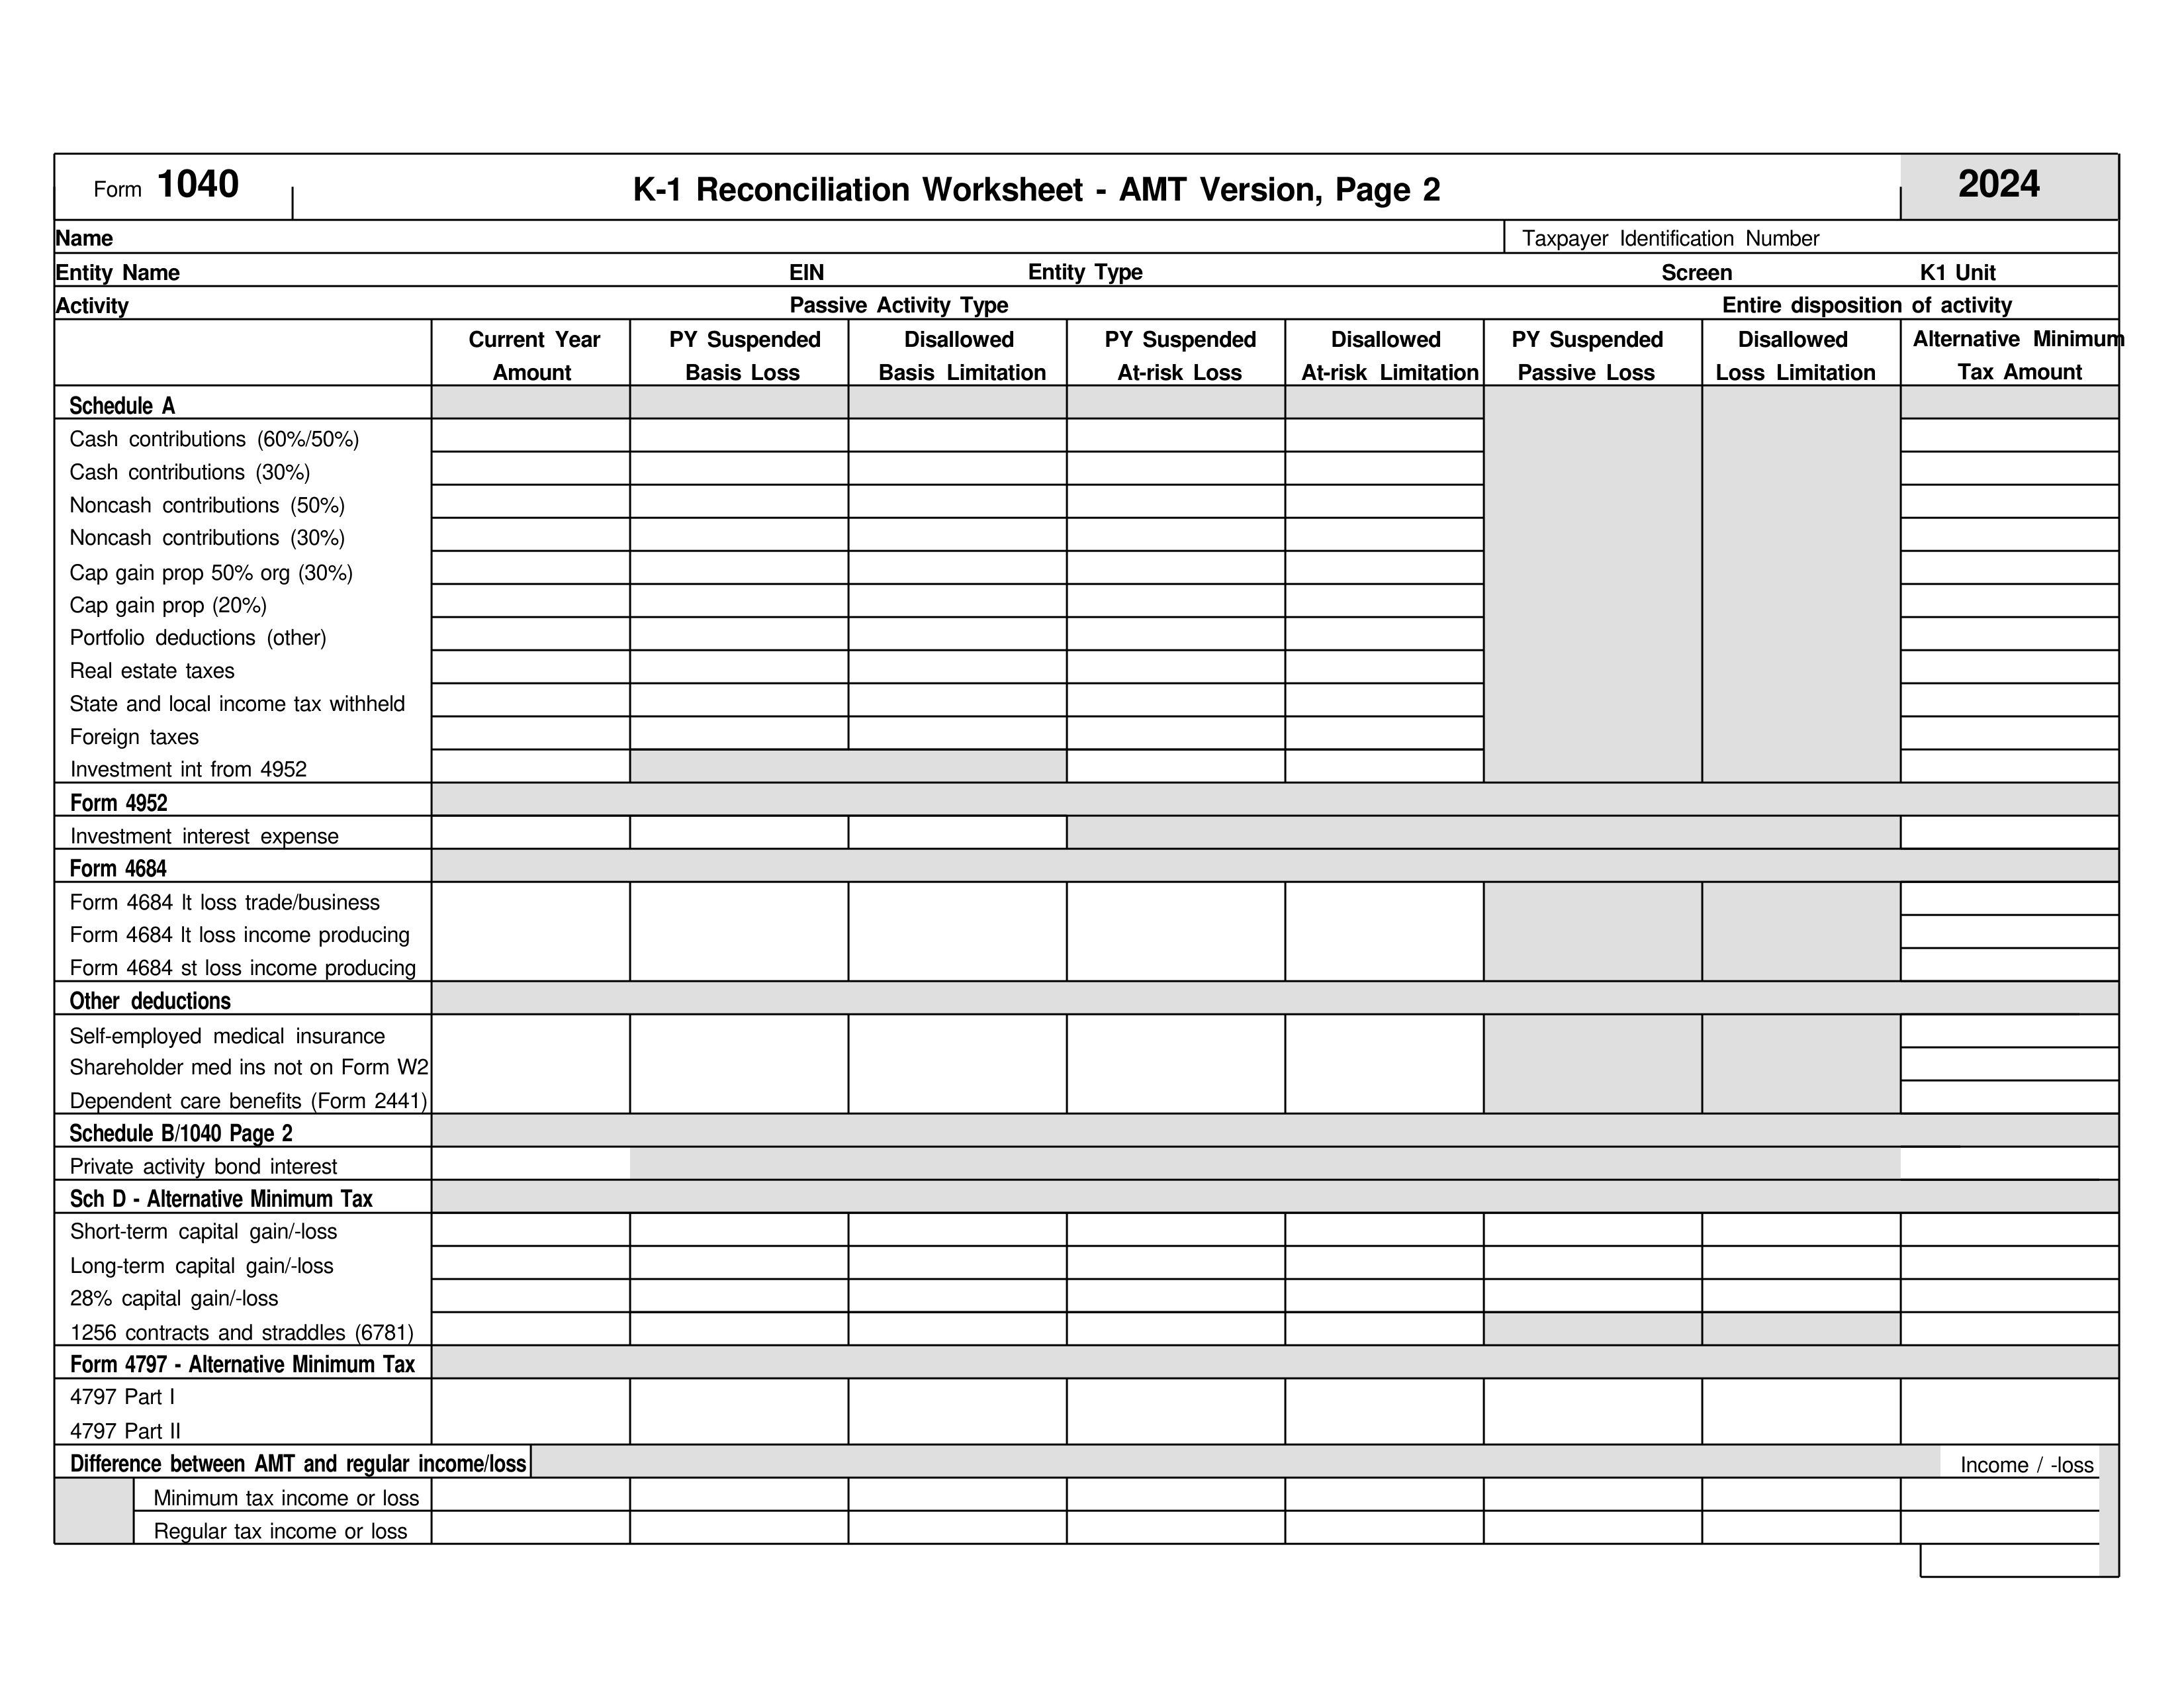 Form 1040 K-1 Reconciliation Worksheet - AMT Version, Page 2 2024
Name Taxpayer Identification Number
Entity Name EIN Entity Type Screen K1 Unit
Activity Passive Activity Type Entire disposition of activity
Current Year PY Suspended Disallowed PY Suspended Disallowed PY Suspended Disallowed Alternative Minimum
Amount Basis Loss Basis Limitation At-risk Loss At-risk Limitation Passive Loss Loss Limitation Tax Amount
Schedule A
Cash contributions (60%/50%)
Cash contributions (30%)
Noncash contributions (50%)
Noncash contributions (30%)
Cap gain prop 50% org (30%)
Cap gain prop (20%)
Portfolio deductions (other)
Real estate taxes
State and local income tax withheld
Foreign taxes
Investment int from 4952
Form 4952
Investment interest expense
Form 4684
Form 4684 lt loss trade/business
Form 4684 lt loss income producing
Form 4684 st loss income producing
Other deductions
Self-employed medical insurance
Shareholder med ins not on Form W2
Dependent care benefits (Form 2441)
Schedule B/1040 Page 2
Private activity bond interest
Sch D - Alternative Minimum Tax
Short-term capital gain/-loss
Long-term capital gain/-loss
28% capital gain/-loss
1256 contracts and straddles (6781)
Form 4797 - Alternative Minimum Tax
4797 Part I
4797 Part II
Difference between AMT and regular income/loss Income / -loss
Minimum tax income or loss
Regular tax income or loss